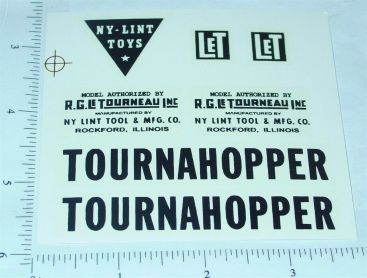 NY-LINT
TOYS
LET
LET
MODEL AUTHORIZED BY
R.G. LETOURNEAU INC
MANUFACTURED BY
NY LINT TOOL & MFG. CO.
ROCKFORD, ILLINOIS
MODEL AUTHORIZED BY
R.G. LETOURNEAU INC
MANUFACTURED BY
NY LINT TOOL & MFG. CO.
ROCKFORD, ILLINOIS
TOURNAHOPPER
TOURNAHOPPER
3
4
5
6
1
2
3